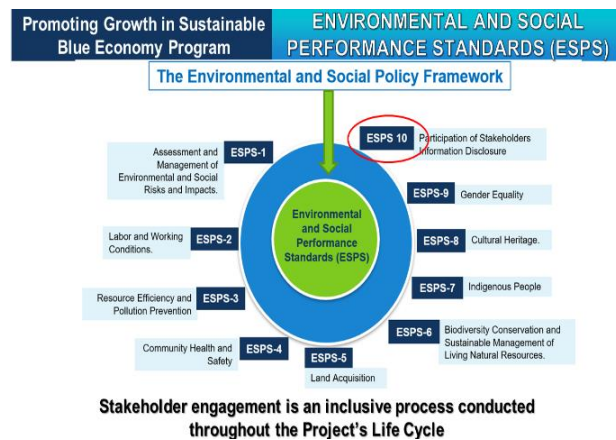 Promoting Growth in Sustainable
Blue Economy Program
ENVIRONMENTAL AND SOCIAL
PERFORMANCE STANDARDS (ESPS)
The Environmental and Social Policy Framework
ESPS-1
Assessment and
Management of
Environmental and Social
Risks and Impacts.
ESPS 10
Participation of Stakeholders
Information Disclosure
ESPS-9
Gender Equality
ESPS-2
Labor and Working
Conditions.
Environmental
and Social
Performance
Standards (ESPS)
ESPS-8
Cultural Heritage.
ESPS-3
Resource Efficiency and
Pollution Prevention
ESPS-7
Indigenous People
ESPS-4
Community Health and
Safety
ESPS-5
Land Acquisition
ESPS-6
Biodiversity Conservation and
Sustainable Management of
Living Natural Resources.
Stakeholder engagement is an inclusive process conducted
throughout the Project's Life Cycle